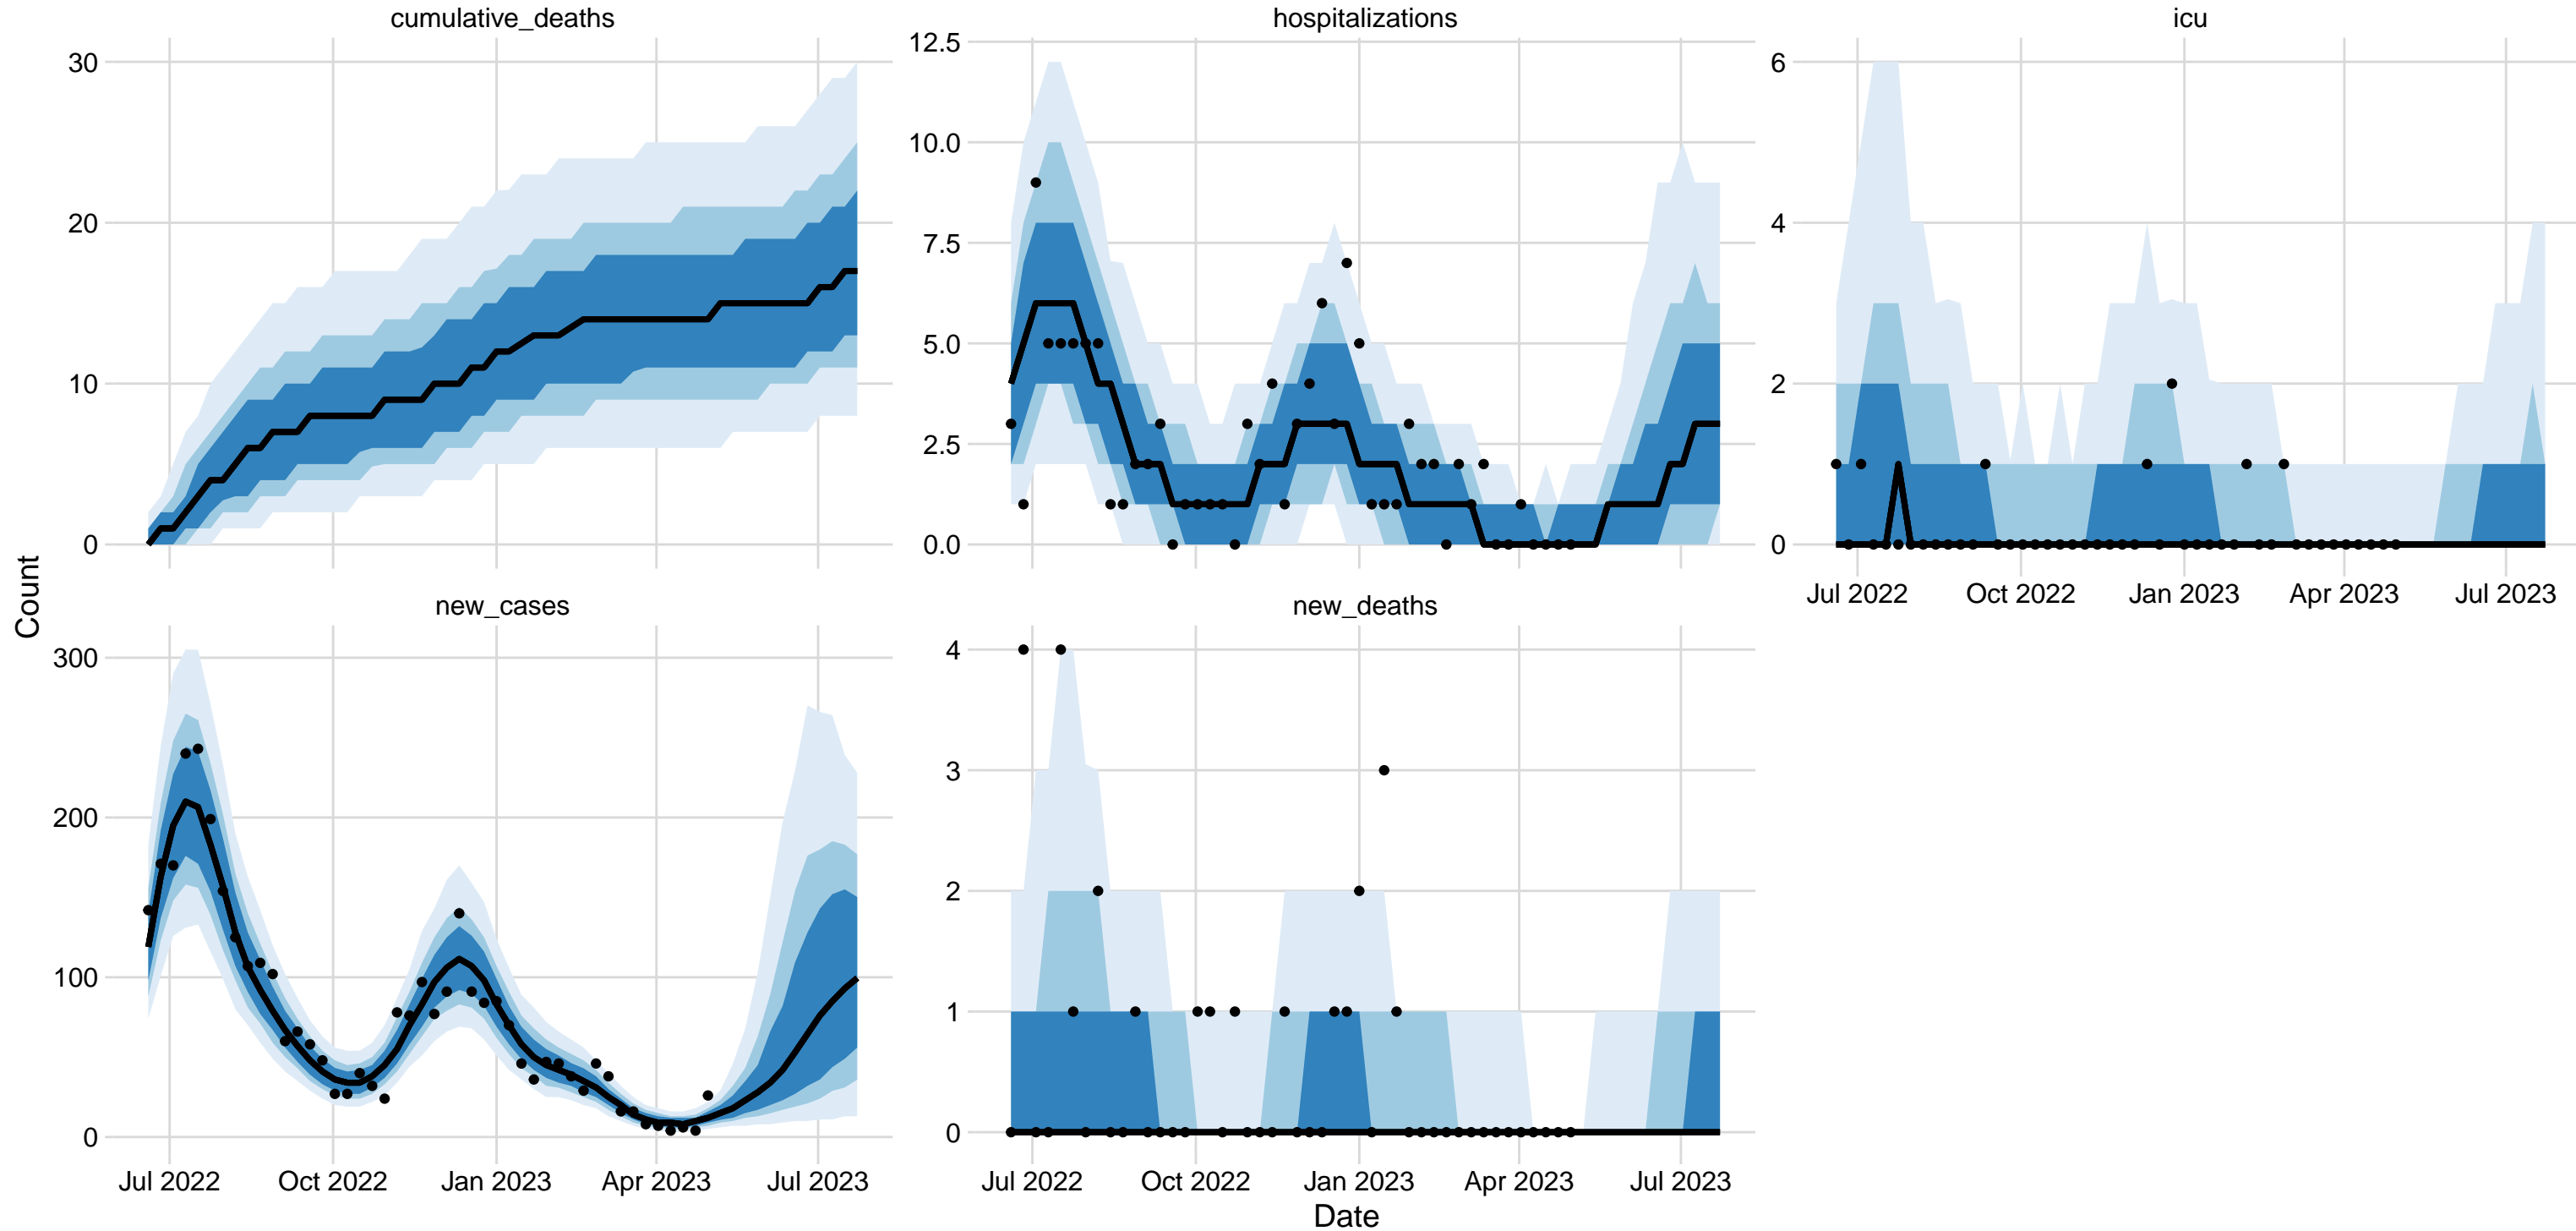 cumulative_deaths
hospitalizations
icu
30
20
10
0
12.5
10.0
7.5
5.0
2.5
0.0
6
4
2
0
Jul 2022 Oct 2022 Jan 2023 Apr 2023 Jul 2023
Count
new_cases
new_deaths
300
200
100
0
4
3
2
1
0
Jul 2022 Oct 2022 Jan 2023 Apr 2023 Jul 2023
Jul 2022 Oct 2022 Jan 2023 Apr 2023 Jul 2023
Date